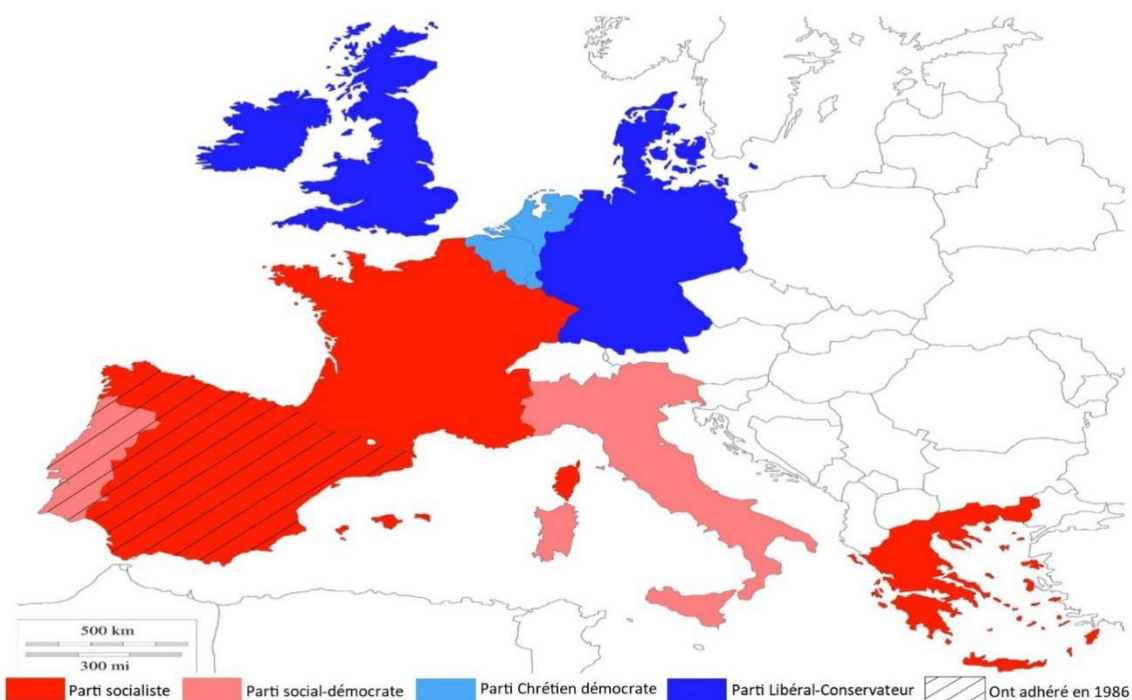 500 km
300 mi
Parti socialiste
Parti social-démocrate
Parti Chrétien démocrate
Parti Libéral-Conservateur
Ont adhéré en 1986